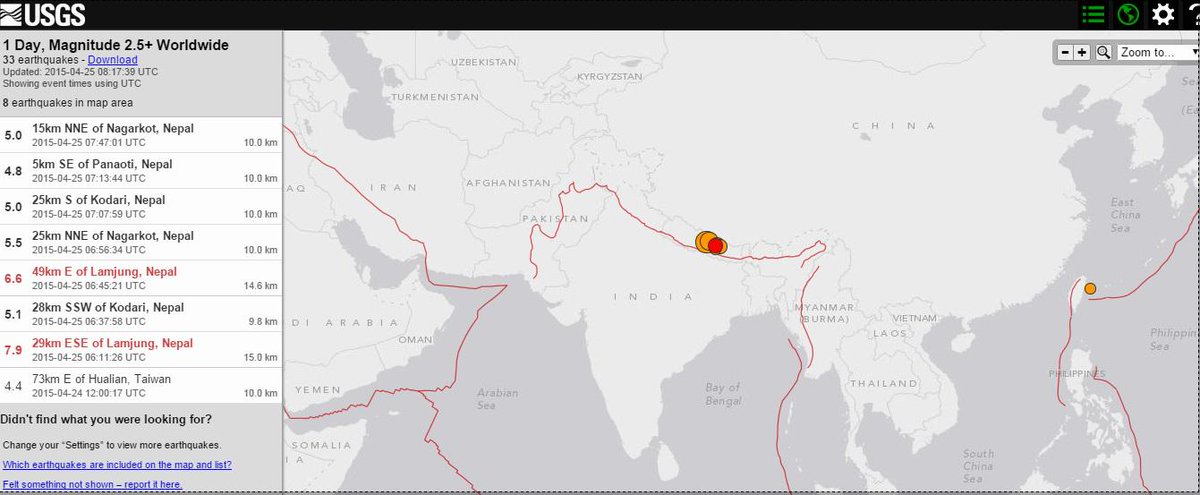 USGS
1 Day, Magnitude 2.5+ Worldwide
33 earthquakes - Download
Updated: 2015-04-25 08:17:39 UTC
Showing event times using UTC
8 earthquakes in map area
5.0 15km NNE of Nagarkot, Nepal
2015-04-25 07:47:01 UTC 10.0 km
4.8 5km SE of Panaoti, Nepal
2015-04-25 07:13:44 UTC 10.0 km
5.0 25km S of Kodari, Nepal
2015-04-25 07:07:59 UTC 10.0 km
5.5 25km NNE of Nagarkot, Nepal
2015-04-25 06:56:34 UTC 10.0 km
6.6 49km E of Lamjung, Nepal
2015-04-25 06:45:21 UTC 14.6 km
5.1 28km SSW of Kodari, Nepal
2015-04-25 06:37:58 UTC 9.8 km
7.9 29km ESE of Lamjung, Nepal
2015-04-25 06:11:26 UTC 15.0 km
4.4 73km E of Hualian, Taiwan
2015-04-24 12:00:17 UTC 10.0 km
Didn't find what you were looking for?
Change your “Settings” to view more earthquakes.
Which earthquakes are included on the map and list?
Felt something not shown – report it here.
?
- + Zoom to...
UZBEKISTAN
KYRGYZSTAN
TURKMENISTAN
CHINA
AQ
IRAN
AFGHANISTAN
PAKISTAN
East
China
Sea
INDIA
MYANMAR
(BURMA)
VIETNAM
LAOS
DI ARABIA
OMAN
Philippin
Sea
THAILAND
PHILIPPINES
YEMEN
Arabian
Sea
Bay of
Bengal
SOMALIA
IA
South
China
Sea